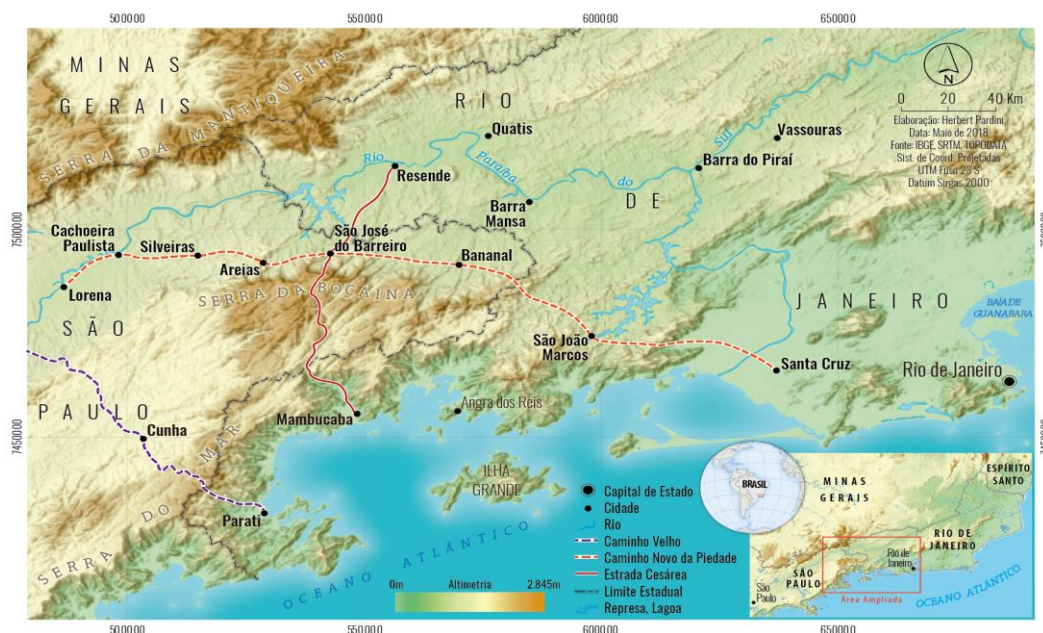 500000 550000 600000 650000
MINAS
GERAIS
SERRA DA MANTIQUEIRA
RIO
DE
JANEIRO
0 20 40 Km
Elaboração: Herbert Pardini
Data: Maio de 2018
Fonte: IBGE, SRTM, TOPODATA
Sist. de Coord. Projetadas
UTM Fuso 23 S
Datum Sirgas 2000
Quatis
Vassouras
Rio
Paraíba
do
Sul
Resende
Barra do Piraí
Barra
Mansa
7500000
7500000
Cachoeira
Paulista
Silveiras
São José
do Barreiro
Areias
Bananal
Lorena
SERRA DA BOCAINA
SÃO
PAULO
BAÍA DE
GUANABARA
São João
Marcos
Santa Cruz
Rio de Janeiro
Mambucaba
Angra dos Reis
7450000
7450000
Cunha
SERRA DO MAR
ILHA
GRANDE
Parati
OCEANO ATLÂNTICO
0m Altimetria 2.845m
Capital de Estado
Cidade
Rio
Caminho Velho
Caminho Novo da Piedade
Estrada Cesárea
Limite Estadual
Represa, Lagoa
BRASIL
MINAS
GERAIS
ESPÍRITO
SANTO
RIO DE
JANEIRO
Rio de
Janeiro
SÃO
PAULO
São
Paulo
Área Ampliada
OCEANO ATLÂNTICO
500000 550000 600000 650000